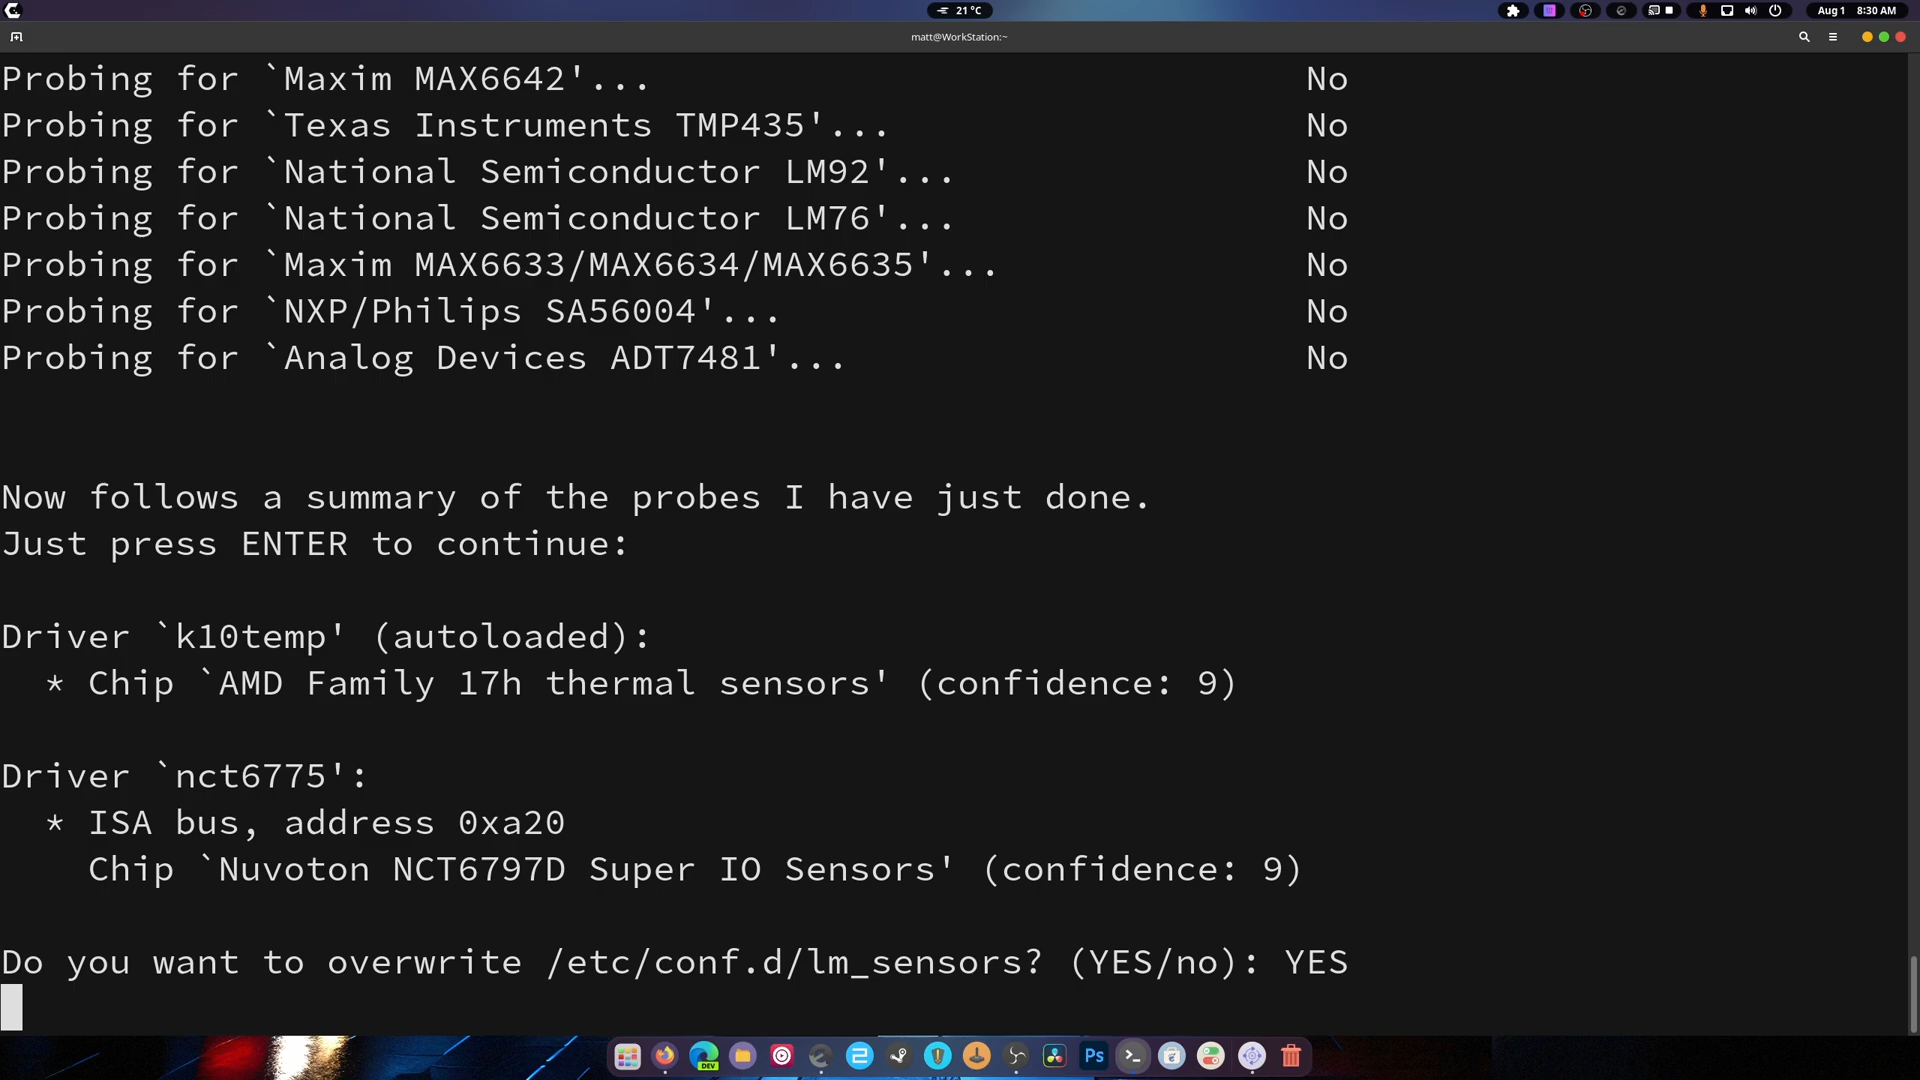 21 °C
Aug 1 8:30 AM
matt@WorkStation:~
Probing for `Maxim MAX6642'... No
Probing for `Texas Instruments TMP435'... No
Probing for `National Semiconductor LM92'... No
Probing for `National Semiconductor LM76'... No
Probing for `Maxim MAX6633/MAX6634/MAX6635'... No
Probing for `NXP/Philips SA56004'... No
Probing for `Analog Devices ADT7481'... No
Now follows a summary of the probes I have just done.
Just press ENTER to continue:
Driver `k10temp' (autoloaded):
* Chip `AMD Family 17h thermal sensors' (confidence: 9)
Driver `nct6775':
* ISA bus, address 0xa20
Chip `Nuvoton NCT6797D Super IO Sensors' (confidence: 9)
Do you want to overwrite /etc/conf.d/lm_sensors? (YES/no): YES
DEV
Ps